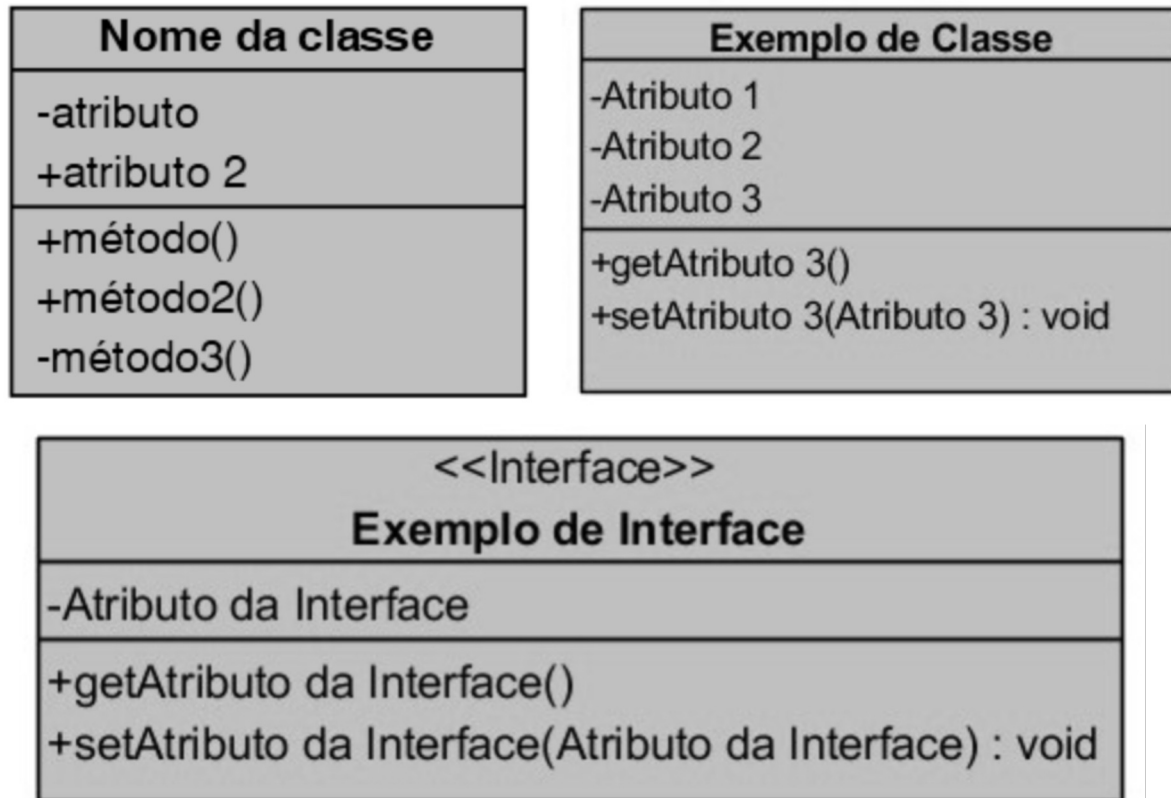 Nome da classe
-atributo
+atributo 2
+método()
+método2()
-método3()
Exemplo de Classe
-Atributo 1
-Atributo 2
-Atributo 3
+getAtributo 3()
+setAtributo 3(Atributo 3) : void
<<Interface>>
Exemplo de Interface
-Atributo da Interface
+getAtributo da Interface()
+setAtributo da Interface(Atributo da Interface) : void